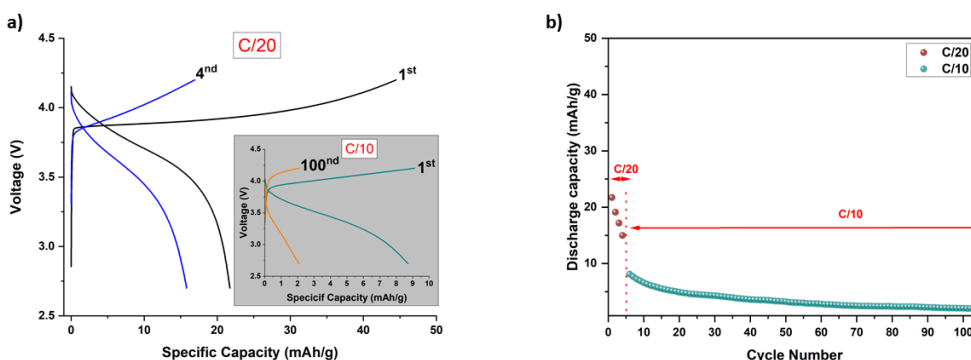 a)
C/20
4nd
1st
4.5
4.0
3.5
3.0
2.5
Voltage (V)
0
10
20
30
40
50
Specific Capacity (mAh/g)
C/10
100nd
1st
4.5
4.0
3.5
3.0
2.5
Voltage (V)
0 1 2 3 4 5 6 7 8 9 10
Specicif Capacity (mAh/g)
b)
50
40
30
20
10
Discharge capacity (mAh/g)
C/20
C/10
C/20
C/10
0 10 20 30 40 50 60 70 80 90 100
Cycle Number